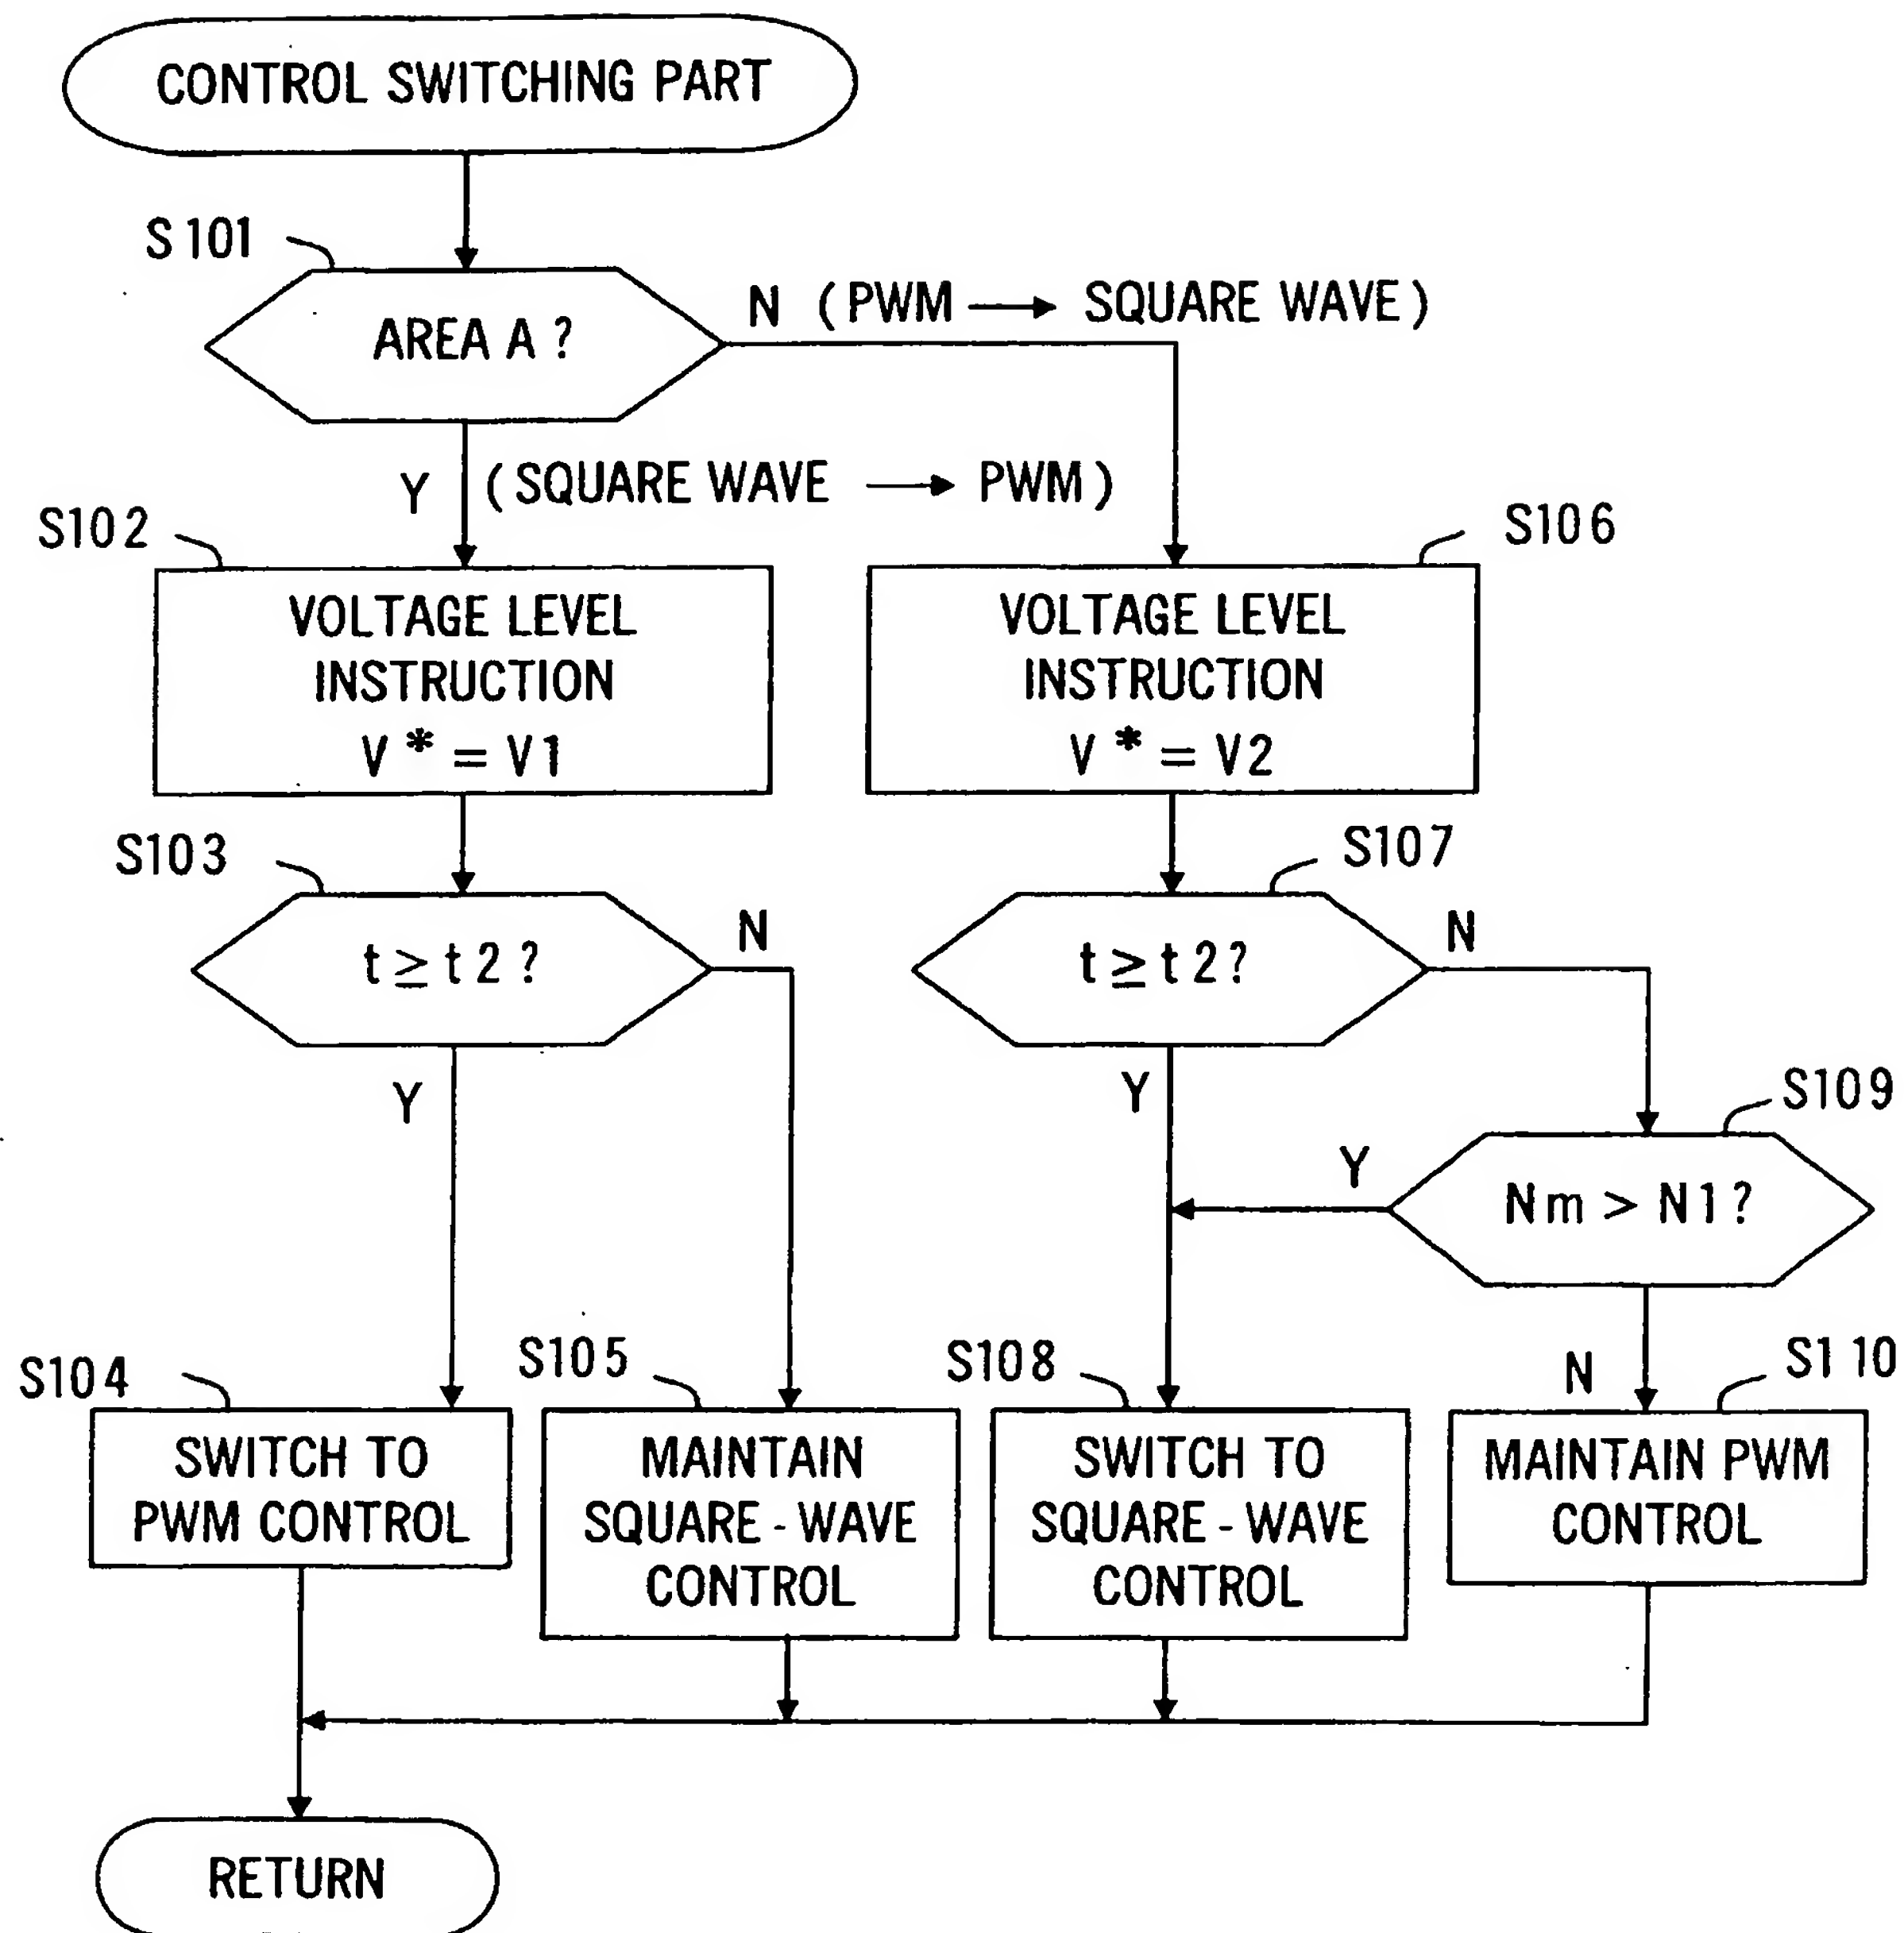 CONTROL SWITCHING PART
S101
AREA A ?
N (PWM → SQUARE WAVE)
Y (SQUARE WAVE → PWM)
S102
VOLTAGE LEVEL
INSTRUCTION
V * = V1
S106
VOLTAGE LEVEL
INSTRUCTION
V * = V2
S103
t ≥ t2 ?
N
Y
S107
t ≥ t2?
N
Y
S109
Nm > N1?
Y
N
S104
SWITCH TO
PWM CONTROL
S105
MAINTAIN
SQUARE-WAVE
CONTROL
S108
SWITCH TO
SQUARE-WAVE
CONTROL
S110
MAINTAIN PWM
CONTROL
RETURN